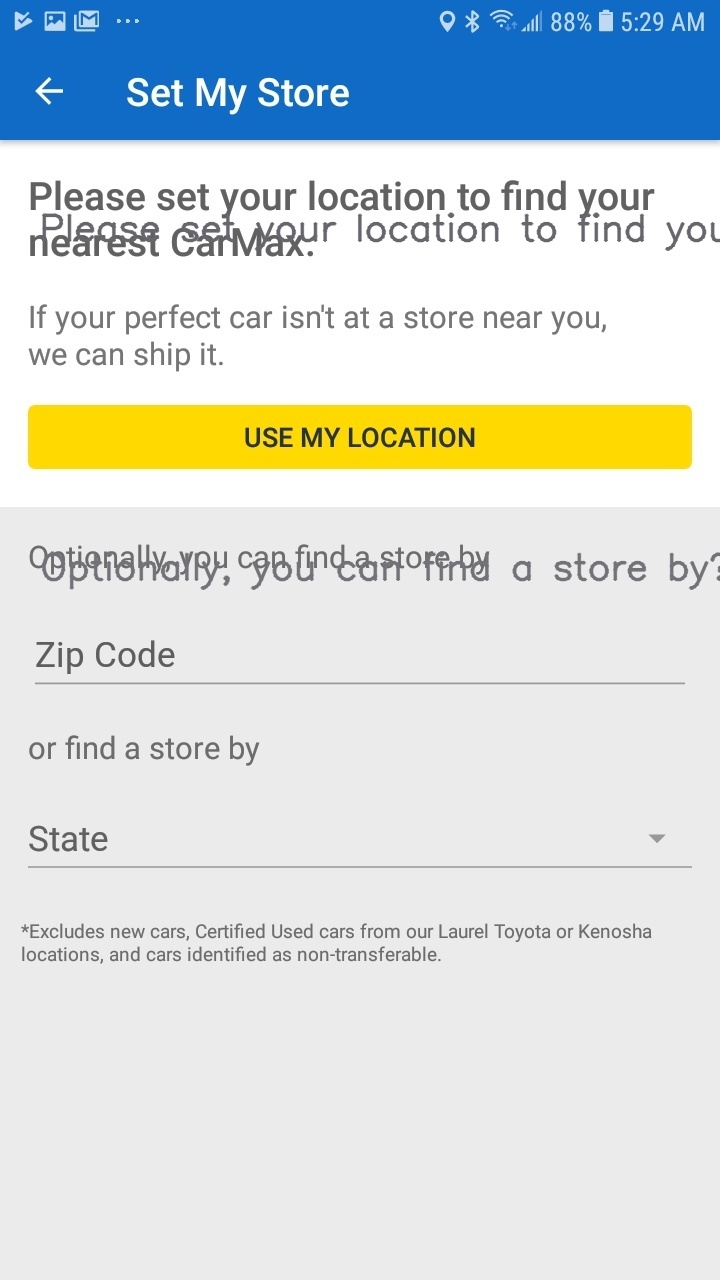 88% 5:29 AM
Set My Store
Please set your location to find your
Please set your location to find you
nearest CarMax.
If your perfect car isn't at a store near you,
we can ship it.
USE MY LOCATION
Optionally, you can find a store by
Optionally, you can find a store by?
Zip Code
or find a store by
State
*Excludes new cars, Certified Used cars from our Laurel Toyota or Kenosha
locations, and cars identified as non-transferable.